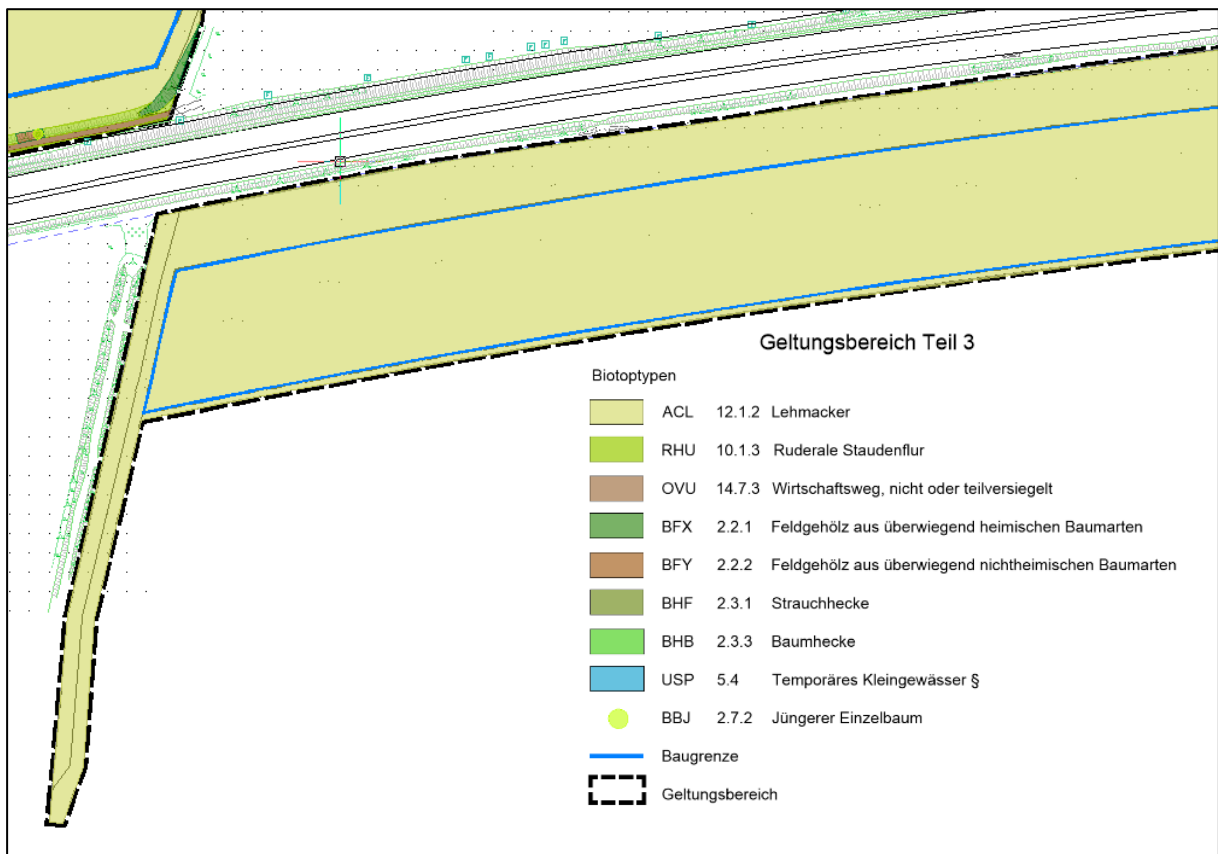 Geltungsbereich Teil 3
Biotoptypen
ACL 12.1.2 Lehmacker
RHU 10.1.3 Ruderale Staudenflur
OVU 14.7.3 Wirtschaftsweg, nicht oder teilversiegelt
BFX 2.2.1 Feldgehölz aus überwiegend heimischen Baumarten
BFY 2.2.2 Feldgehölz aus überwiegend nichtheimischen Baumarten
BHF 2.3.1 Strauchhecke
BHB 2.3.3 Baumhecke
USP 5.4 Temporäres Kleingewässer §
BBJ 2.7.2 Jüngerer Einzelbaum
Baugrenze
Geltungsbereich